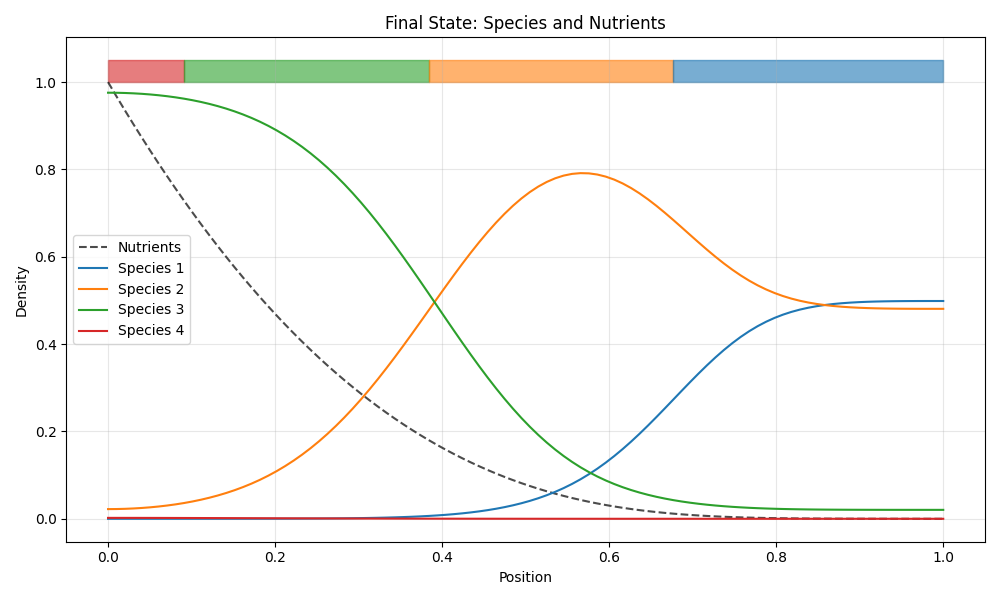 Final State: Species and Nutrients
1.0
0.8
0.6
0.4
0.2
0.0
Density
Nutrients
Species 1
Species 2
Species 3
Species 4
0.0 0.2 0.4 0.6 0.8 1.0
Position